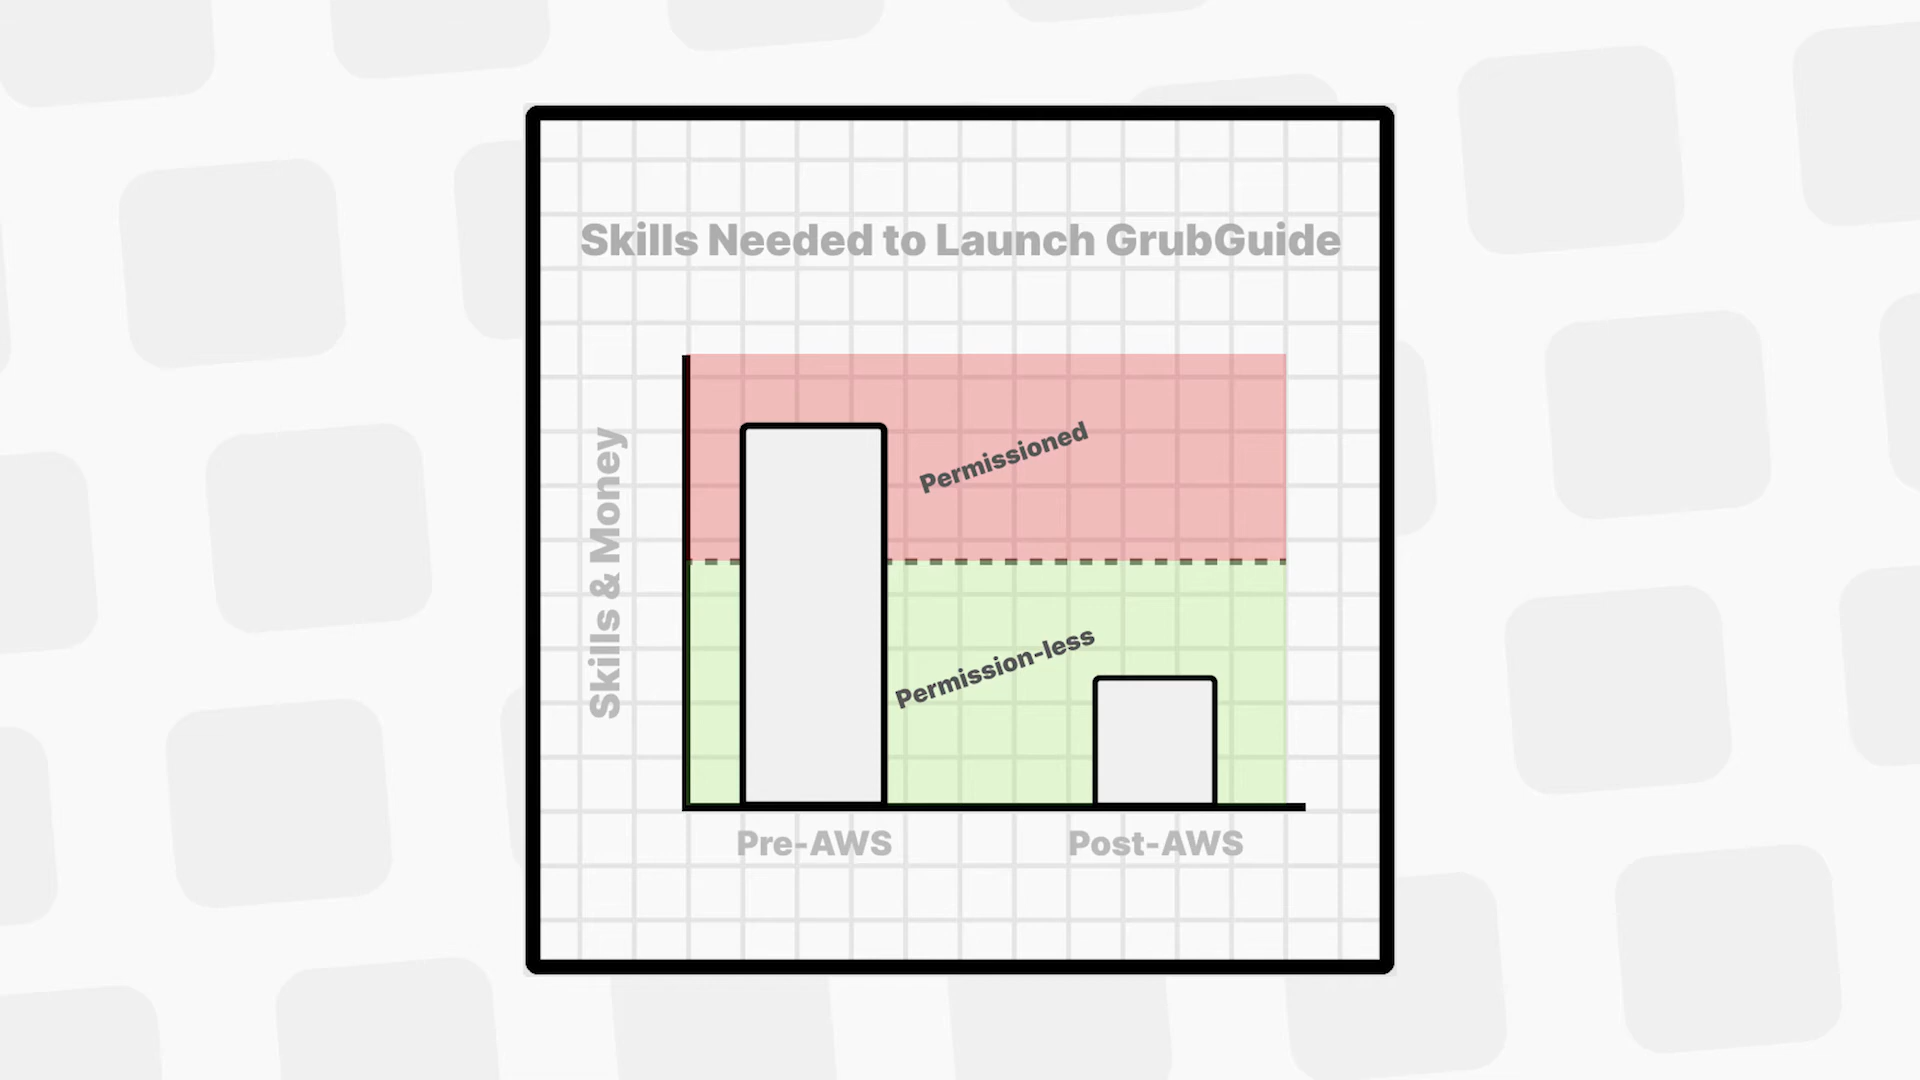 Skills Needed to Launch GrubGuide
Skills & Money
Permissioned
Permission-less
Pre-AWS
Post-AWS